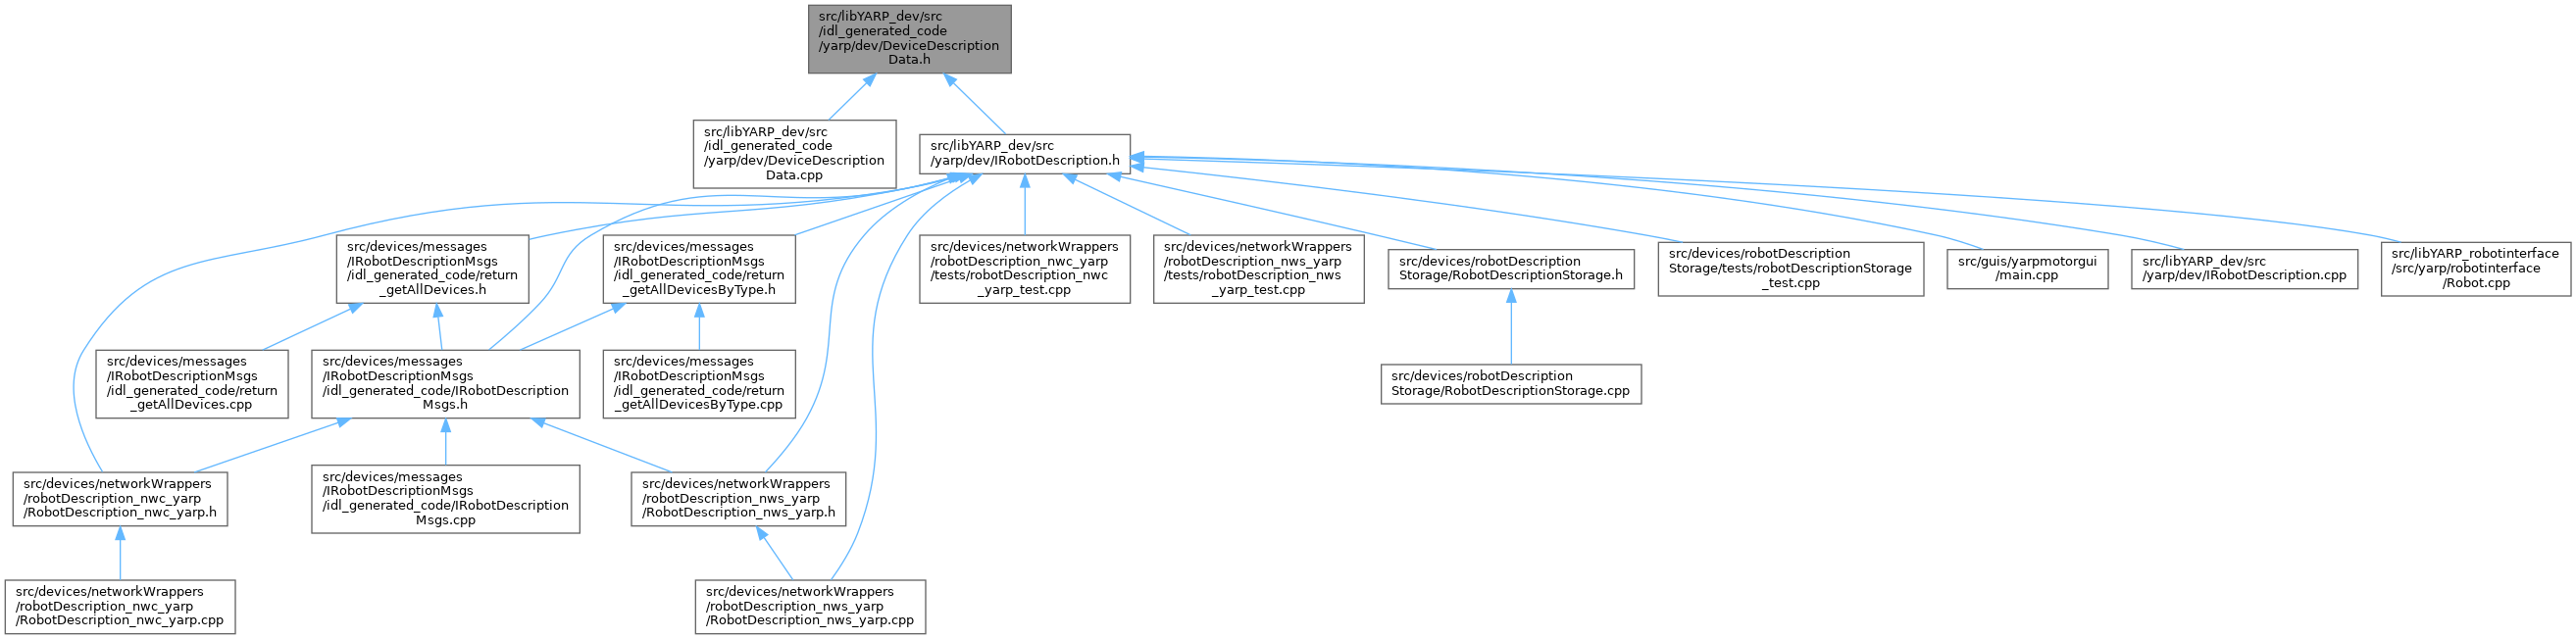 src/libYARP_dev/src
/idl_generated_code
/yarp/dev/DeviceDescription
Data.h
src/libYARP_dev/src
/idl_generated_code
/yarp/dev/DeviceDescription
Data.cpp
src/libYARP_dev/src
/yarp/dev/IRobotDescription.h
src/devices/messages
/IRobotDescriptionMsgs
/idl_generated_code/return
_getAllDevices.h
src/devices/messages
/IRobotDescriptionMsgs
/idl_generated_code/return
_getAllDevicesByType.h
src/devices/networkWrappers
/robotDescription_nwc_yarp
/tests/robotDescription_nwc
_yarp_test.cpp
src/devices/networkWrappers
/robotDescription_nws_yarp
/tests/robotDescription_nws
_yarp_test.cpp
src/devices/robotDescription
Storage/RobotDescriptionStorage.h
src/devices/robotDescription
Storage/tests/robotDescriptionStorage
_test.cpp
src/guis/yarpmotorgui
/main.cpp
src/libYARP_dev/src
/yarp/dev/IRobotDescription.cpp
src/libYARP_robotinterface
/src/yarp/robotinterface
/Robot.cpp
src/devices/messages
/IRobotDescriptionMsgs
/idl_generated_code/return
_getAllDevices.cpp
src/devices/messages
/IRobotDescriptionMsgs
/idl_generated_code/IRobotDescription
Msgs.h
src/devices/messages
/IRobotDescriptionMsgs
/idl_generated_code/return
_getAllDevicesByType.cpp
src/devices/robotDescription
Storage/RobotDescriptionStorage.cpp
src/devices/networkWrappers
/robotDescription_nwc_yarp
/RobotDescription_nwc_yarp.h
src/devices/messages
/IRobotDescriptionMsgs
/idl_generated_code/IRobotDescription
Msgs.cpp
src/devices/networkWrappers
/robotDescription_nws_yarp
/RobotDescription_nws_yarp.h
src/devices/networkWrappers
/robotDescription_nwc_yarp
/RobotDescription_nwc_yarp.cpp
src/devices/networkWrappers
/robotDescription_nws_yarp
/RobotDescription_nws_yarp.cpp